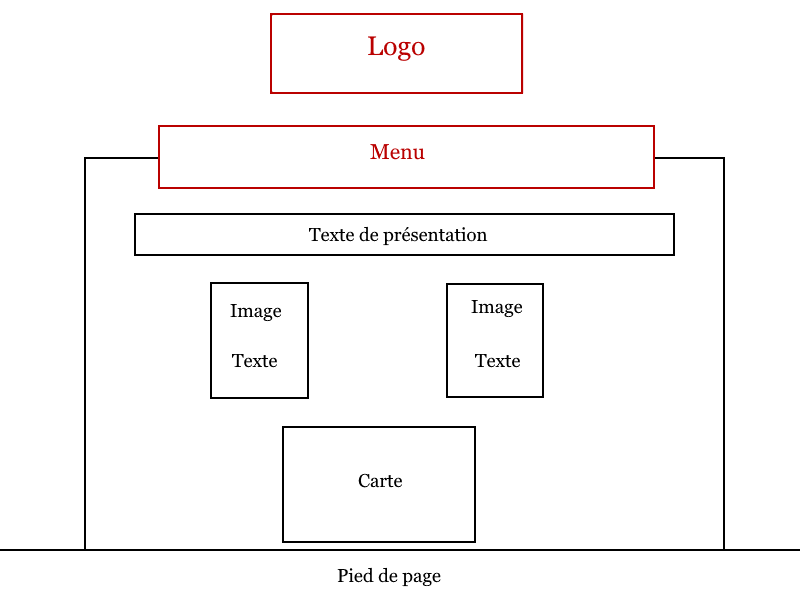 Logo
Menu
Texte de présentation
Image
Texte
Image
Texte
Carte
Pied de page